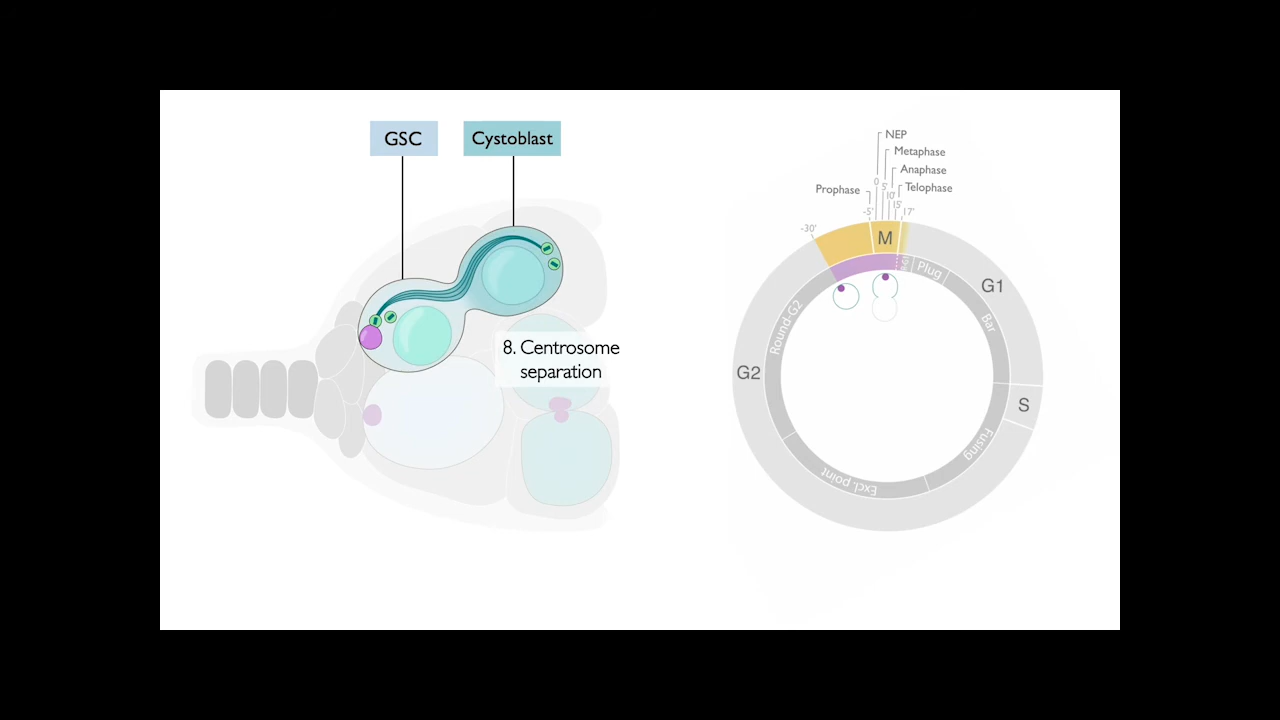 GSC
Cystoblast
8. Centrosome
separation
NEP
Metaphase
Anaphase
Prophase
Telophase
0
5'
10'
15'
-5'
17'
-30'
M
Plug
G1
Round-G2
Bar
G2
S
Fusing
Excl. point